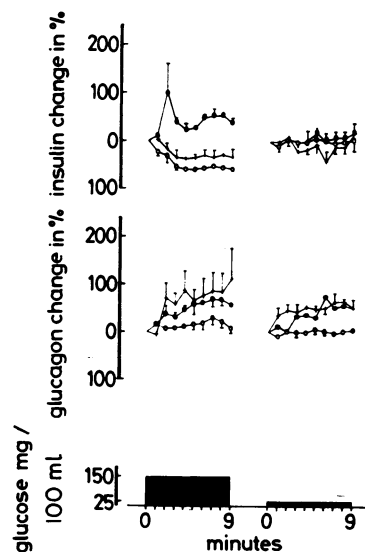 insulin change in %
200
100
0
100
glucagon change in %
200
100
0
100
glucose mg /
100 ml
150
25
0 9 0 9
minutes